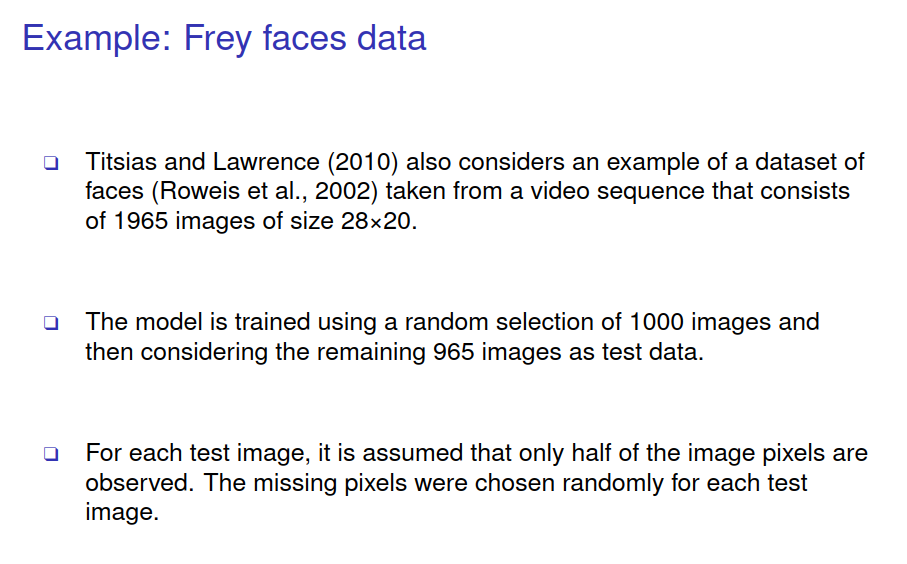 Example: Frey faces data
❏ Titsias and Lawrence (2010) also considers an example of a dataset of
faces (Roweis et al., 2002) taken from a video sequence that consists
of 1965 images of size 28×20.
❏ The model is trained using a random selection of 1000 images and
then considering the remaining 965 images as test data.
❏ For each test image, it is assumed that only half of the image pixels are
observed. The missing pixels were chosen randomly for each test
image.